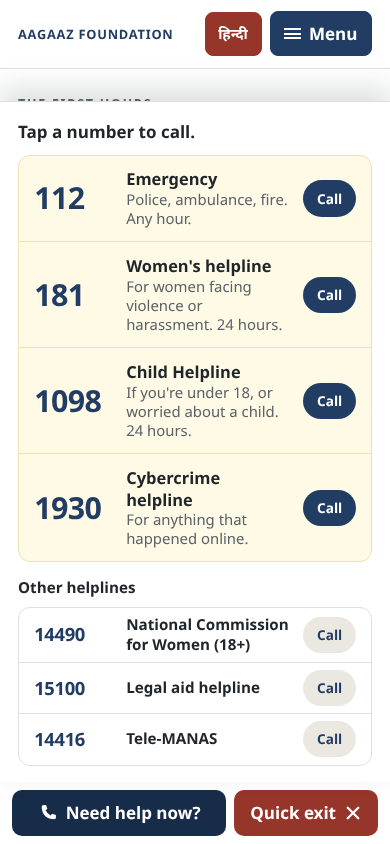 AAGAAZ FOUNDATION
हिन्दी
Menu
THE FIRST HOURS
Tap a number to call.
112
Emergency
Police, ambulance, fire.
Any hour.
Call
181
Women's helpline
For women facing
violence or
harassment. 24 hours.
Call
1098
Child Helpline
If you're under 18, or
worried about a child.
24 hours.
Call
1930
Cybercrime
helpline
For anything that
happened online.
Call
Other helplines
14490
National Commission
for Women (18+)
Call
15100
Legal aid helpline
Call
14416
Tele-MANAS
Call
Need help now?
Quick exit